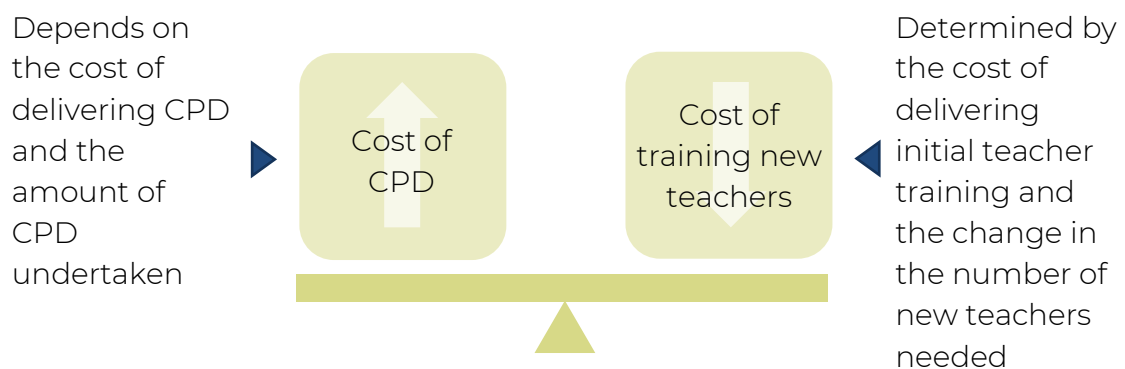 Depends on
the cost of
delivering CPD
and the
amount of
CPD
undertaken
Cost of
CPD
Cost of
training new
teachers
Determined by
the cost of
delivering
initial teacher
training and
the change in
the number of
new teachers
needed